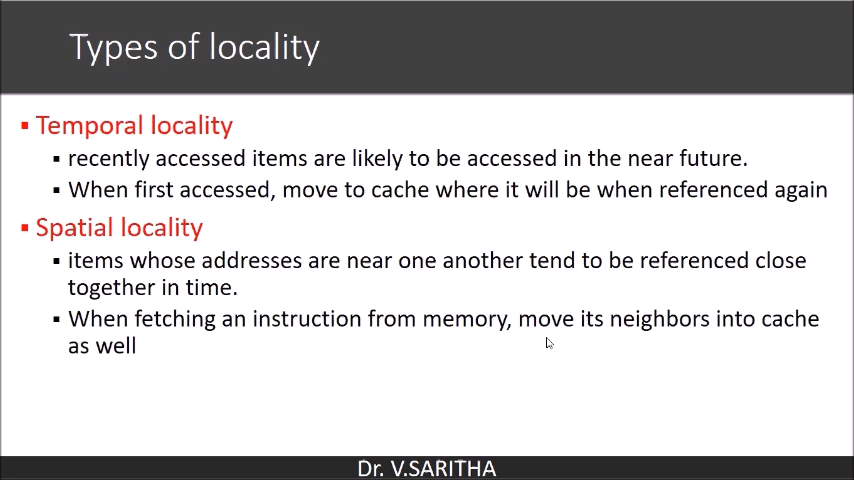 Types of locality
▪ Temporal locality
▪ recently accessed items are likely to be accessed in the near future.
▪ When first accessed, move to cache where it will be when referenced again
▪ Spatial locality
▪ items whose addresses are near one another tend to be referenced close
together in time.
▪ When fetching an instruction from memory, move its neighbors into cache
as well
Dr. V.SARITHA